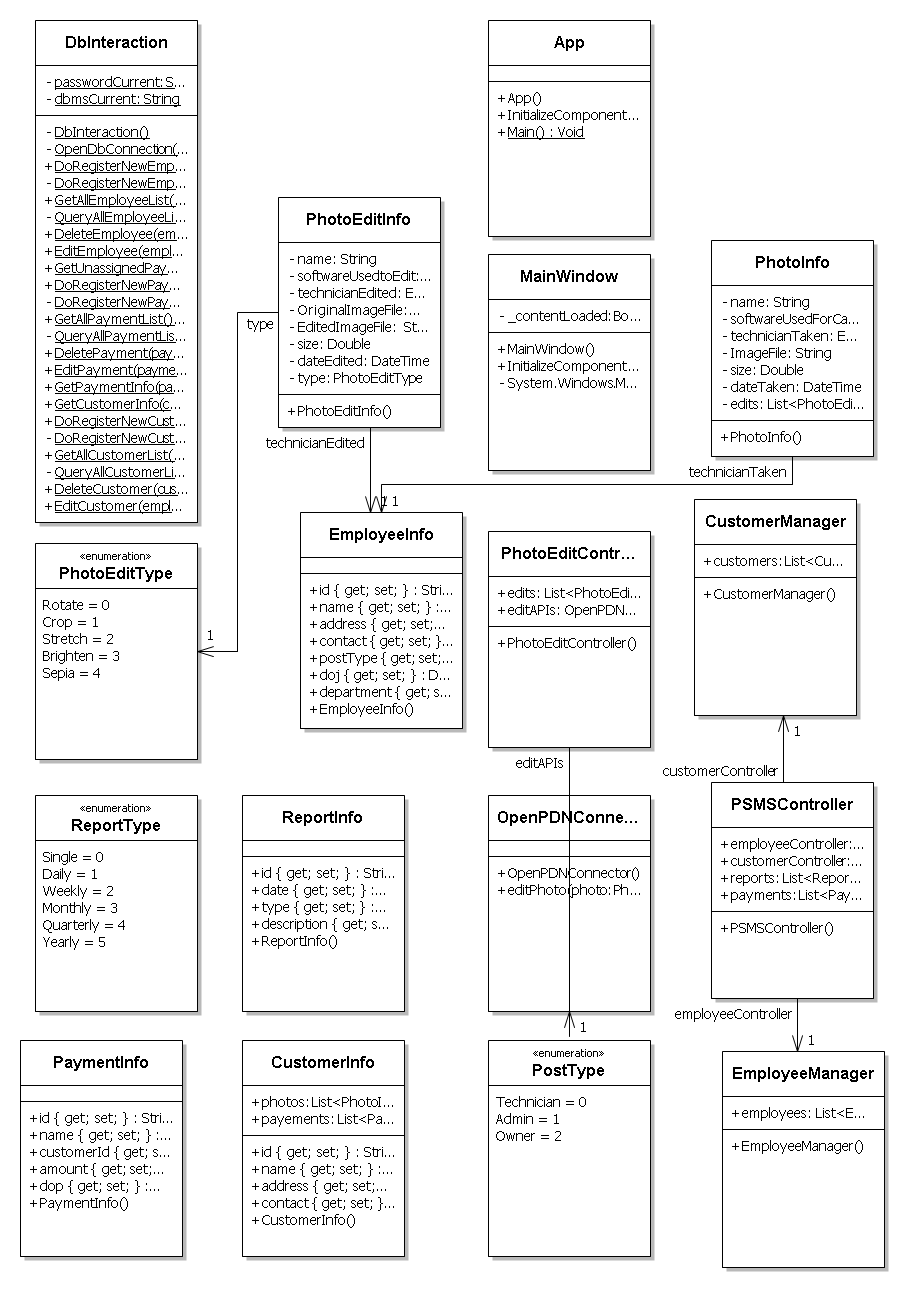 DbInteraction
- passwordCurrent: S...
- dbmsCurrent: String
- DbInteraction()
- OpenDbConnection(...
+ DoRegisterNewEmp...
- DoRegisterNewEmp...
+ GetAllEmployeeList(...
- QueryAllEmployeeLi...
+ DeleteEmployee(em...
+ EditEmployee(empl...
+ GetUnassignedPay...
+ DoRegisterNewPay...
- DoRegisterNewPay...
+ GetAllPaymentList()...
- QueryAllPaymentLis...
+ DeletePayment(pay...
+ EditPayment(payme...
+ GetPaymentInfo(pa...
+ GetCustomerInfo(c...
+ DoRegisterNewCust...
- DoRegisterNewCust...
+ GetAllCustomerList(...
- QueryAllCustomerLi...
+ DeleteCustomer(cus...
+ EditCustomer(empl...
App
+ App()
+ InitializeComponent...
+ Main() : Void
PhotoEditInfo
- name: String
- softwareUsedtoEdit:...
- technicianEdited: E...
- OriginalImageFile:...
- EditedImageFile: St...
- size: Double
- dateEdited: DateTime
- type: PhotoEditType
+ PhotoEditInfo()
type
technicianEdited
MainWindow
- _contentLoaded: Bo...
+ MainWindow()
+ InitializeComponent...
- System.Windows.M...
PhotoInfo
- name: String
- softwareUsedForCa...
- technicianTaken: E...
- ImageFile: String
- size: Double
- dateTaken: DateTime
- edits: List<PhotoEdi...
+ PhotoInfo()
technicianTaken
1
1
«enumeration»
PhotoEditType
Rotate = 0
Crop = 1
Stretch = 2
Brighten = 3
Sepia = 4
1
EmployeeInfo
+ id { get; set; } : Stri...
+ name { get; set; } :...
+ address { get; set;...
+ contact { get; set; }...
+ postType { get; set;...
+ doj { get; set; } : D...
+ department { get; s...
+ EmployeeInfo()
PhotoEditContr...
+ edits: List<PhotoEdi...
+ editAPIs: OpenPDN...
+ PhotoEditController()
editAPIs
CustomerManager
+ customers: List<Cu...
+ CustomerManager()
1
customerController
«enumeration»
ReportType
Single = 0
Daily = 1
Weekly = 2
Monthly = 3
Quarterly = 4
Yearly = 5
ReportInfo
+ id { get; set; } : Stri...
+ date { get; set; } :...
+ type { get; set; } :...
+ description { get; s...
+ ReportInfo()
OpenPDNConne...
+ OpenPDNConnector()
+ editPhoto(photo: Ph...
1
PSMSController
+ employeeController:...
+ customerController:...
+ reports: List<Repor...
+ payments: List<Pay...
+ PSMSController()
employeeController
1
PaymentInfo
+ id { get; set; } : Stri...
+ name { get; set; } :...
+ customerId { get; s...
+ amount { get; set;...
+ dop { get; set; } :...
+ PaymentInfo()
CustomerInfo
+ photos: List<PhotoI...
+ payements: List<Pa...
+ id { get; set; } : Stri...
+ name { get; set; } :...
+ address { get; set;...
+ contact { get; set; }...
+ CustomerInfo()
«enumeration»
PostType
Technician = 0
Admin = 1
Owner = 2
EmployeeManager
+ employees: List<E...
+ EmployeeManager()